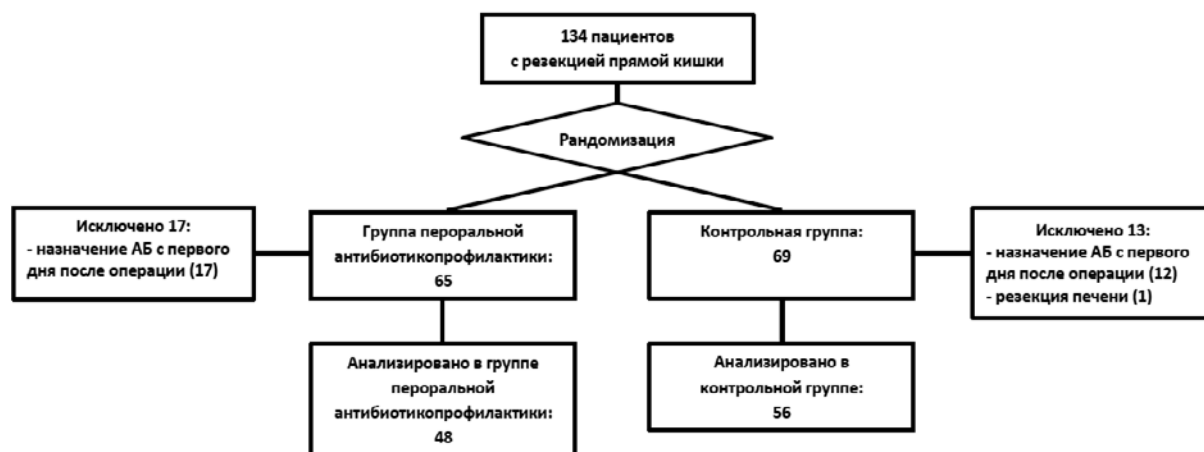 134 пациентов
с резекцией прямой кишки
Рандомизация
Исключено 17:
- назначение АБ с первого
дня после операции (17)
Группа пероральной
антибиотикопрофилактики:
65
Контрольная группа:
69
Исключено 13:
- назначение АБ с первого
дня после операции (12)
- резекция печени (1)
Анализировано в группе
пероральной
антибиотикопрофилактики:
48
Анализировано в
контрольной группе:
56